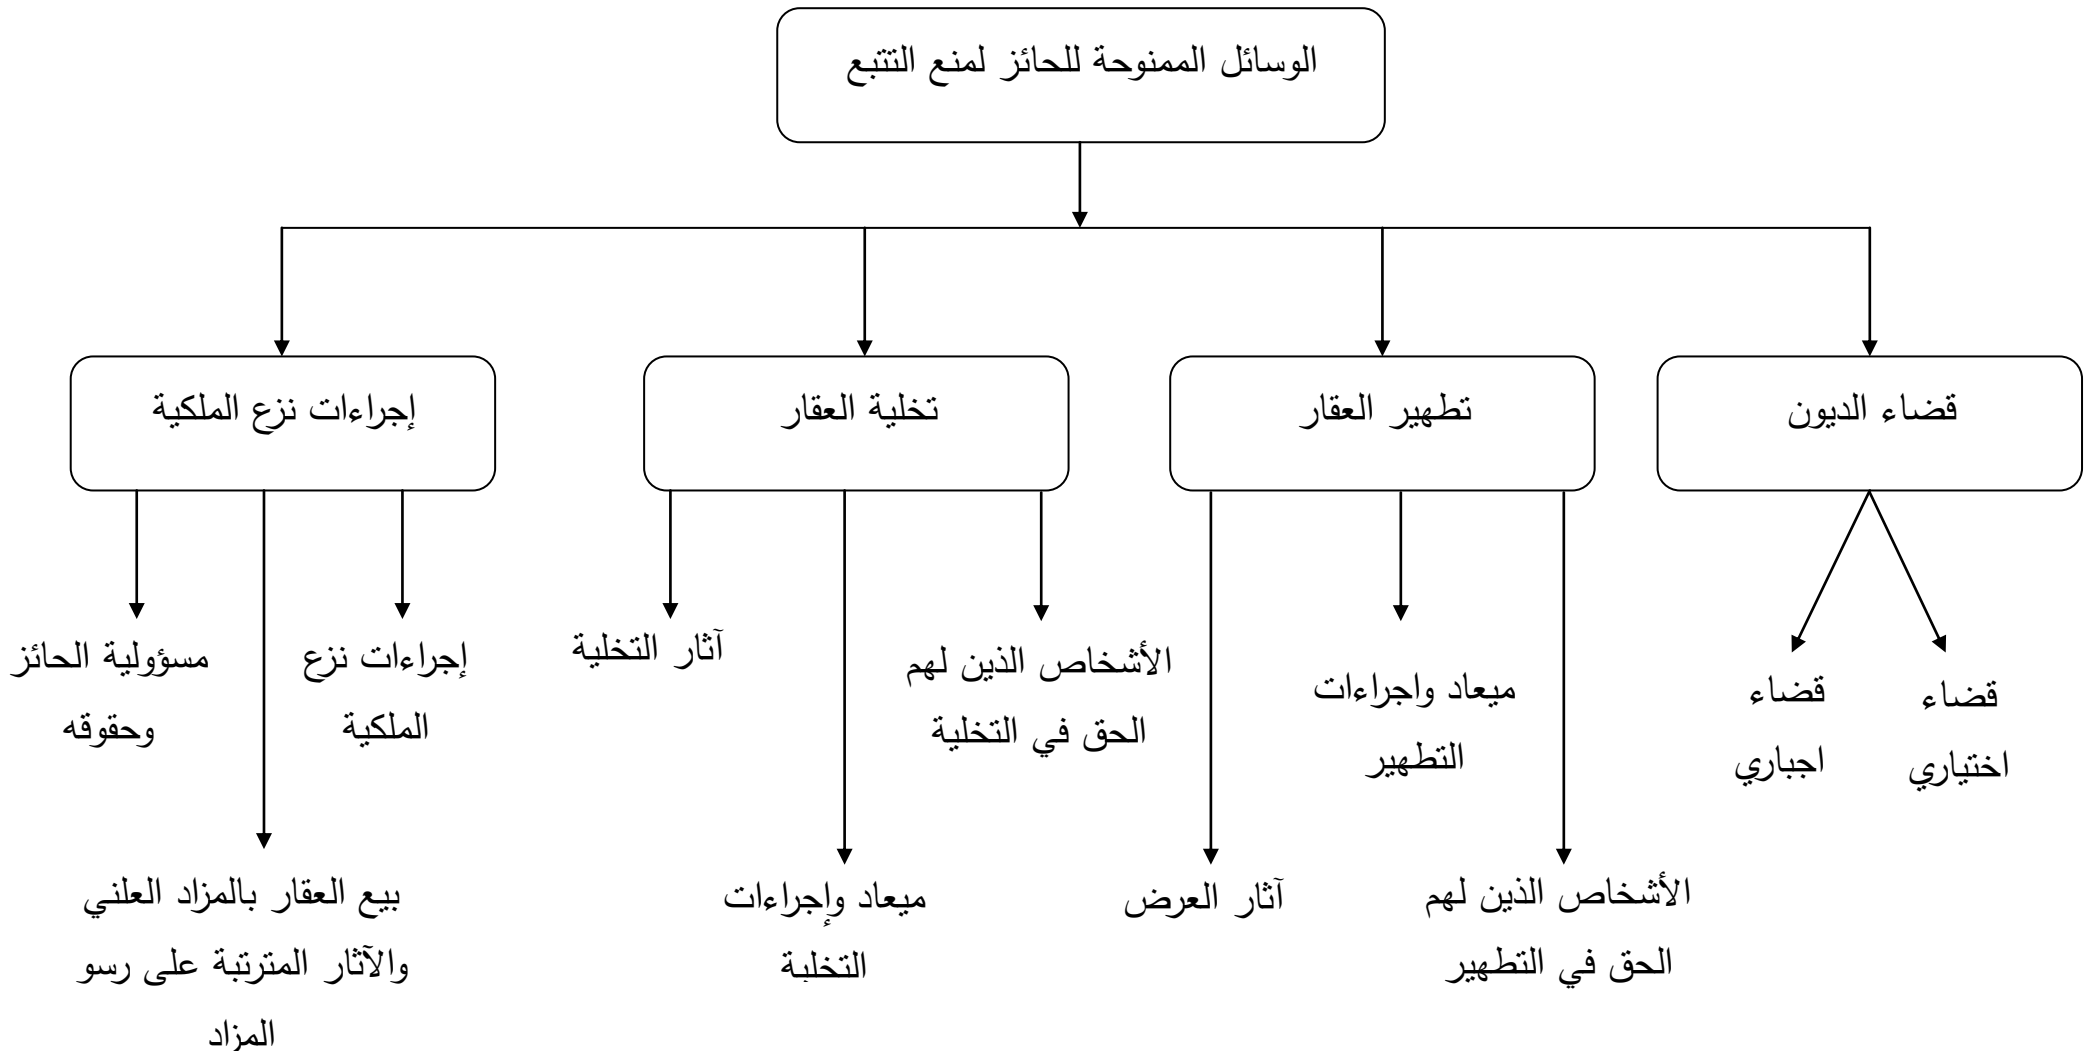 الوسائل الممنوحة للحائز لمنع التتبع
قضاء الديون
تطهير العقار
تخلية العقار
إجراءات نزع الملكية
قضاء
اختياري
قضاء
اجباري
الأشخاص الذين لهم
الحق في التطهير
ميعاد واجراءات
التطهير
آثار العرض
الأشخاص الذين لهم
الحق في التخلية
ميعاد وإجراءات
التخلية
آثار التخلية
إجراءات نزع
الملكية
بيع العقار بالمزاد العلني
والآثار المترتبة على رسو
المزاد
مسؤولية الحائز
وحقوقه